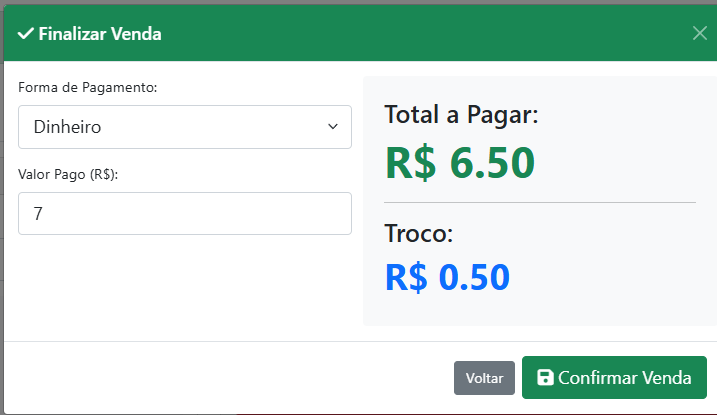 Finalizar Venda
Forma de Pagamento:
Dinheiro
Valor Pago (R$):
7
Total a Pagar:
R$ 6.50
Troco:
R$ 0.50
Voltar
Confirmar Venda